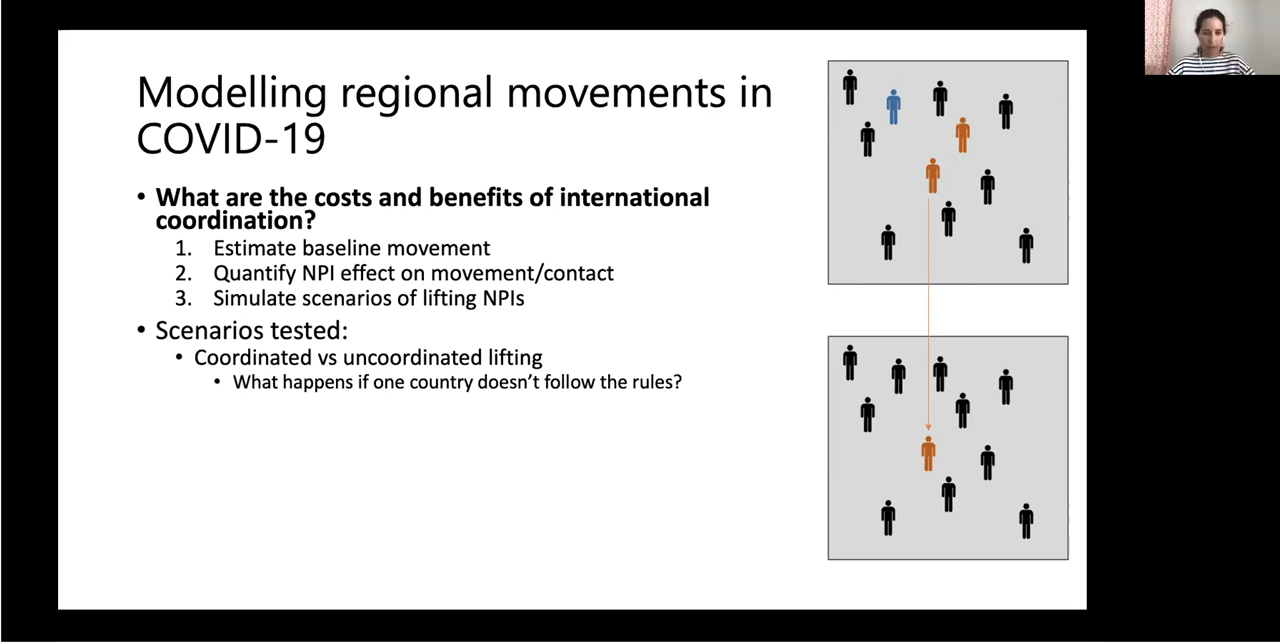 Modelling regional movements in
COVID-19
• What are the costs and benefits of international
coordination?
1. Estimate baseline movement
2. Quantify NPI effect on movement/contact
3. Simulate scenarios of lifting NPIs
• Scenarios tested:
• Coordinated vs uncoordinated lifting
• What happens if one country doesn't follow the rules?